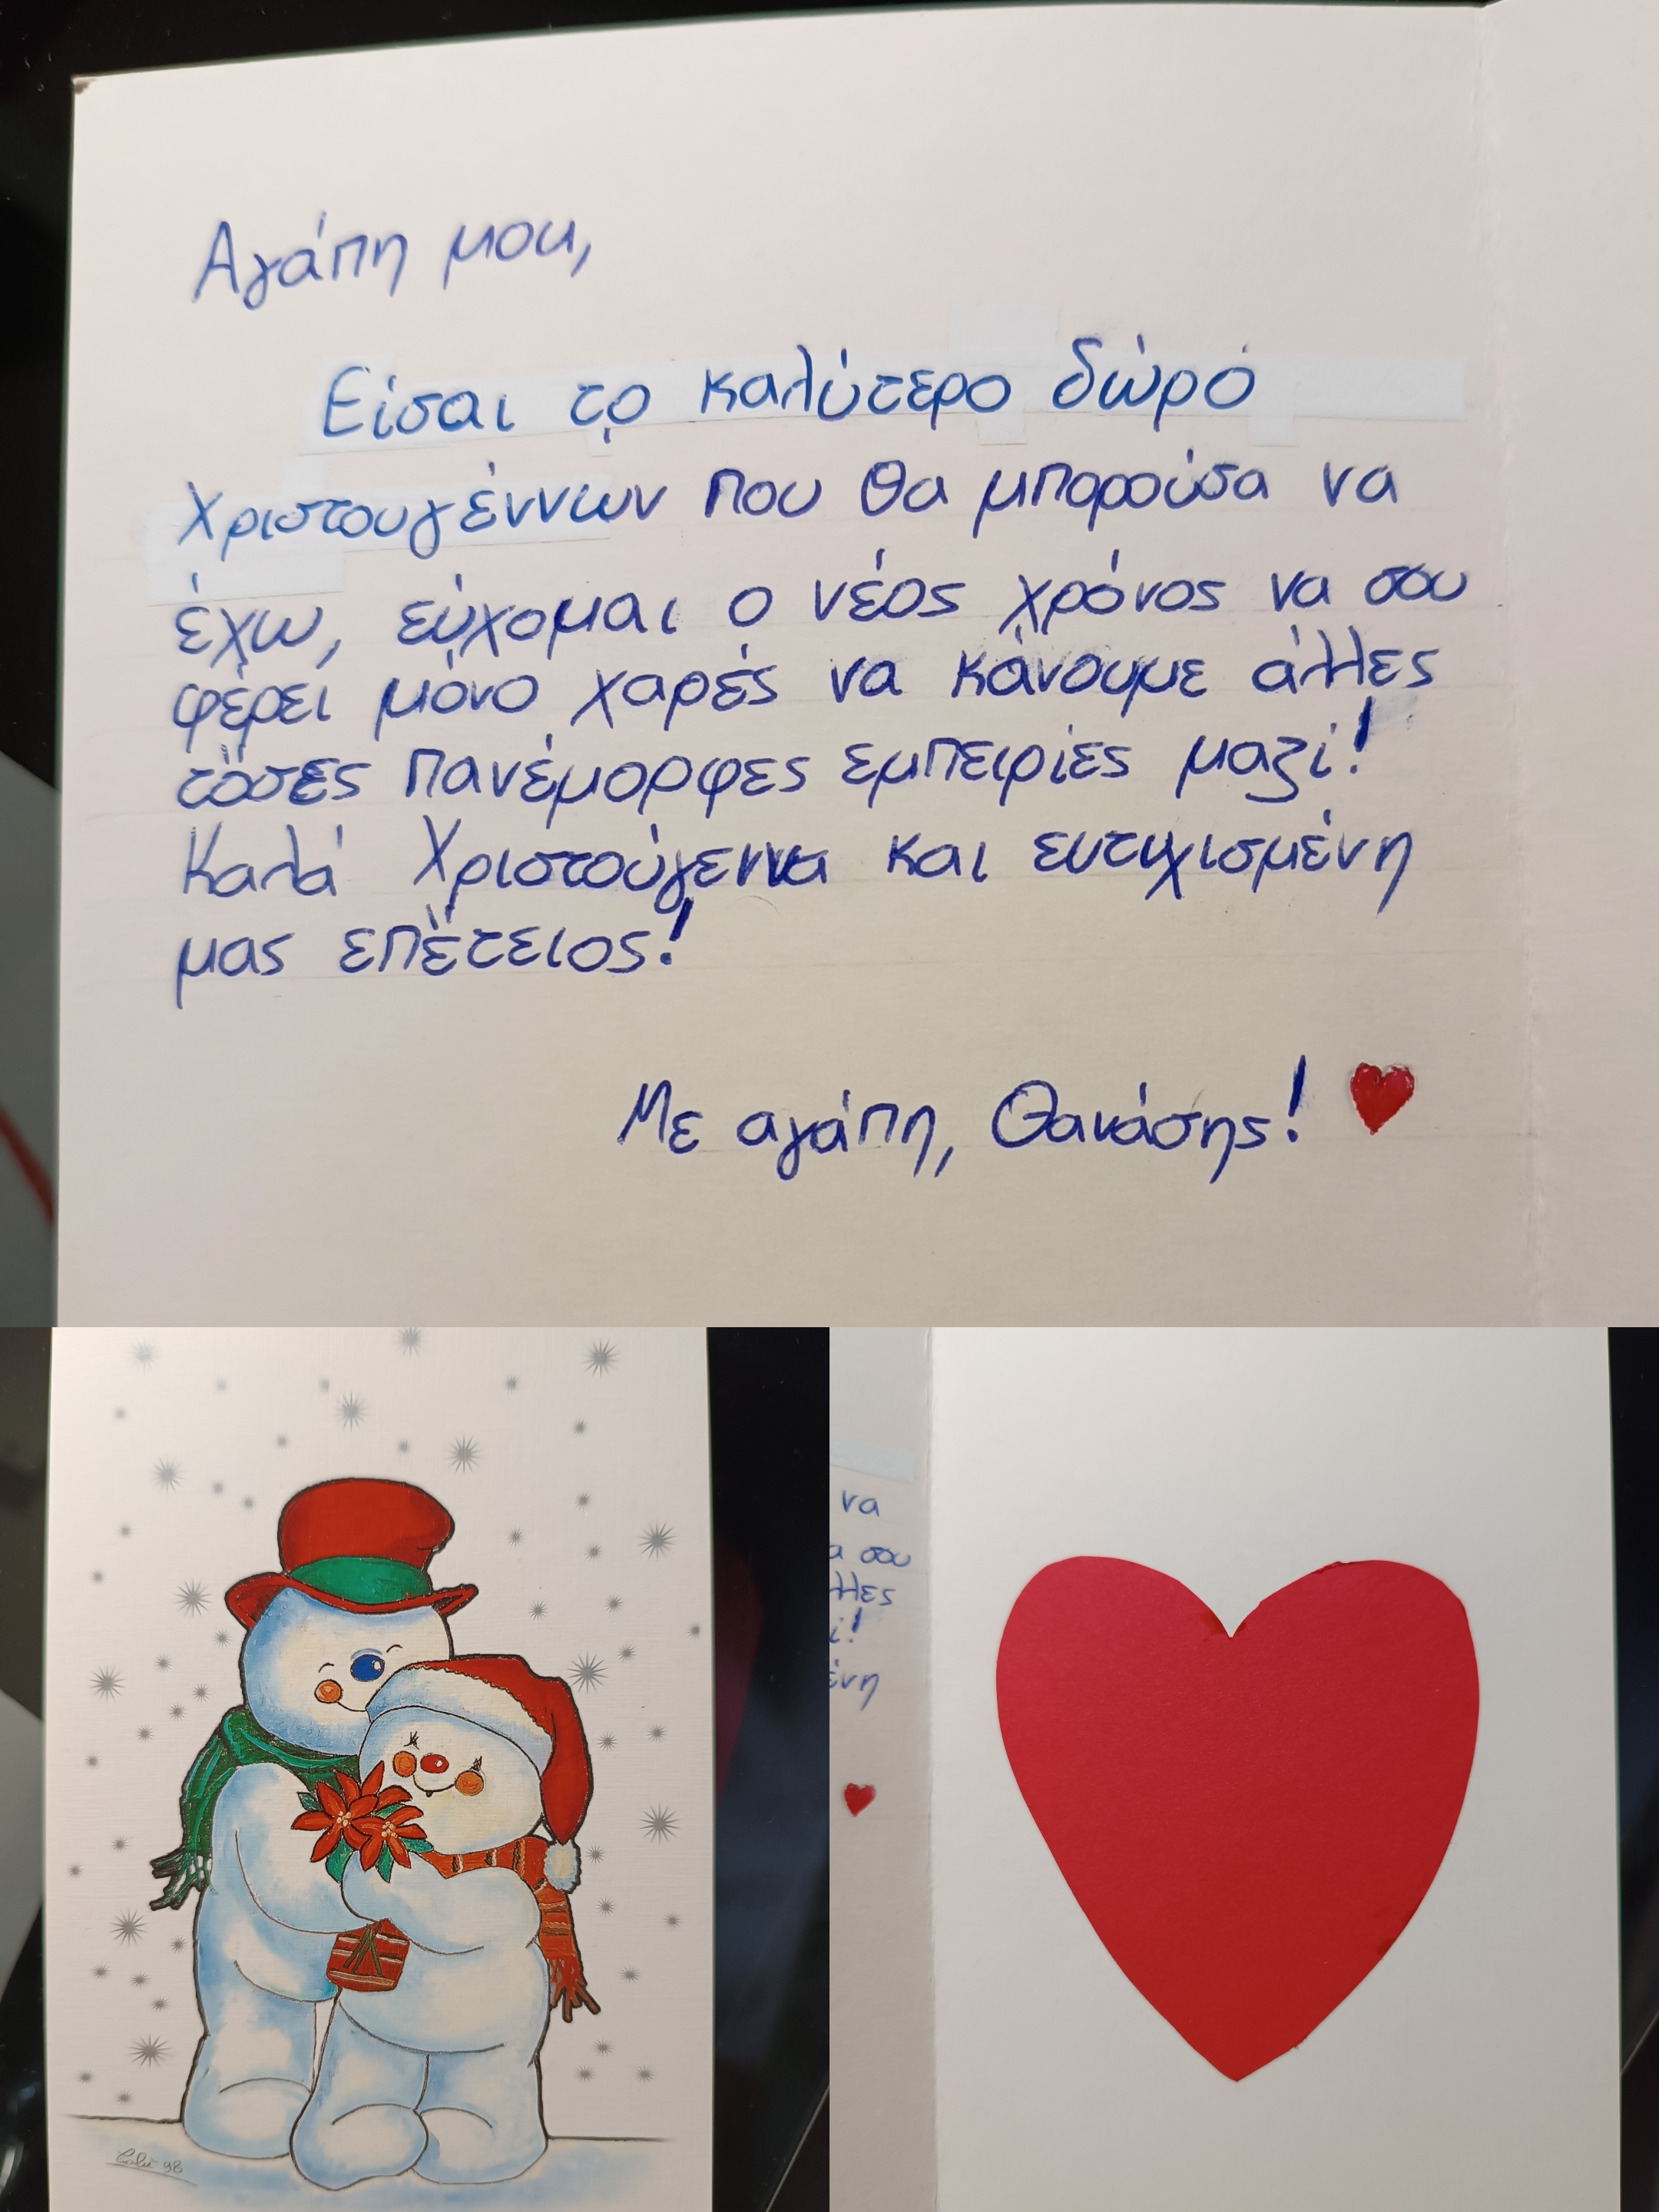 Αγάπη μου,
Είσαι το καλύτερο δώρό
Χριστουγέννων που θα μπορούσα να
έχω, εύχομαι ο νέος χρόνος να σου
φέρει μόνο χαρές να κάνουμε άλλες
τόσες πανέμορφες εμπειρίες μαζί!
Καλά Χριστούγεννα και ευτυχισμένη
μας επέτειος!
Με αγάπη, Θανάσης!
98
να
α σου
λλες
ί!
ένη